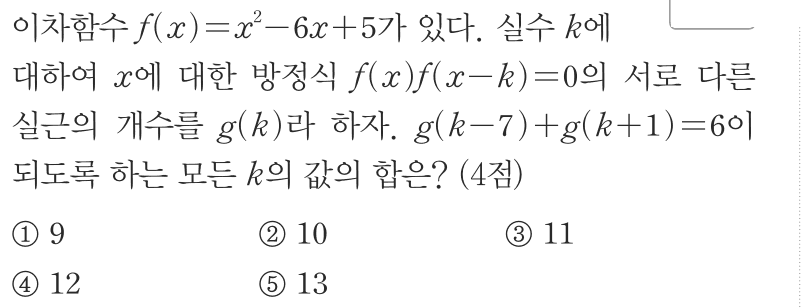 이차함수 f(x)=x²-6x+5가 있다. 실수 k에
대하여 x에 대한 방정식 f(x)f(x-k)=0의 서로 다른
실근의 개수를 g(k)라 하자. g(k-7)+g(k+1)=6이
되도록 하는 모든 k의 값의 합은? (4점)
① 9 ② 10 ③ 11
④ 12 ⑤ 13